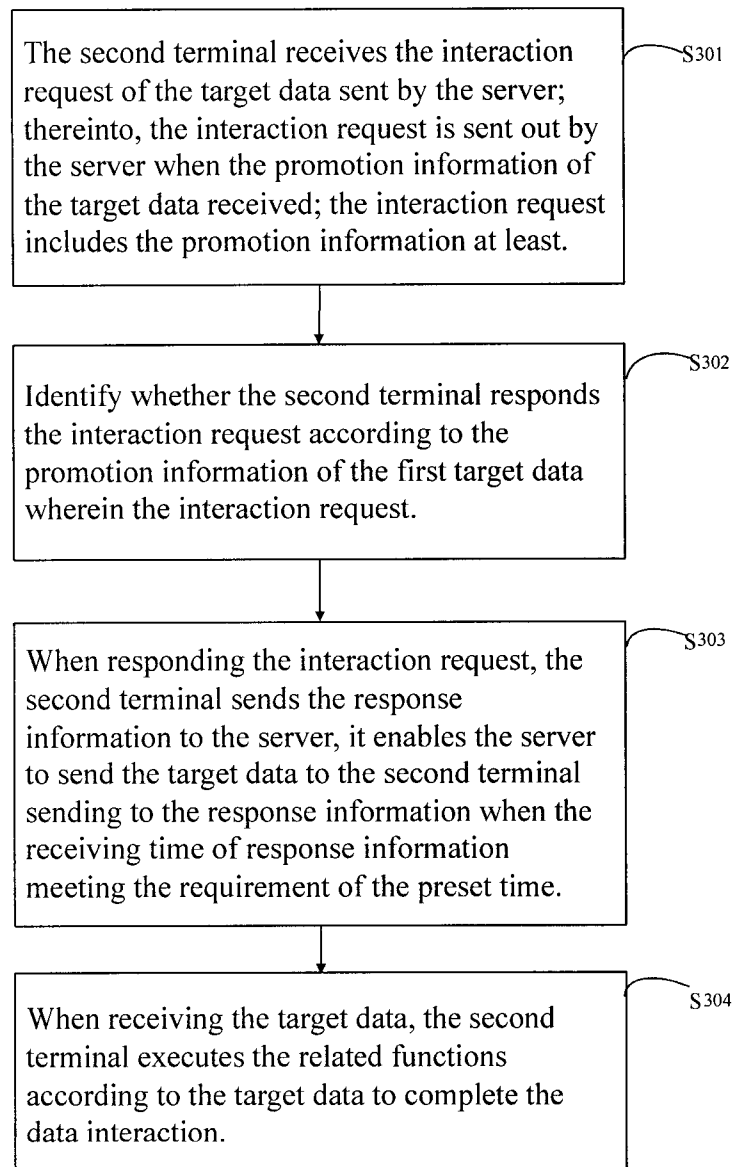 The second terminal receives the interaction
request of the target data sent by the server;
thereinto, the interaction request is sent out by
the server when the promotion information of
the target data received; the interaction request
includes the promotion information at least.
S301
Identify whether the second terminal responds
the interaction request according to the
promotion information of the first target data
wherein the interaction request.
S302
When responding the interaction request, the
second terminal sends the response
information to the server, it enables the server
to send the target data to the second terminal
sending to the response information when the
receiving time of response information
meeting the requirement of the preset time.
S303
When receiving the target data, the second
terminal executes the related functions
according to the target data to complete the
data interaction.
S304